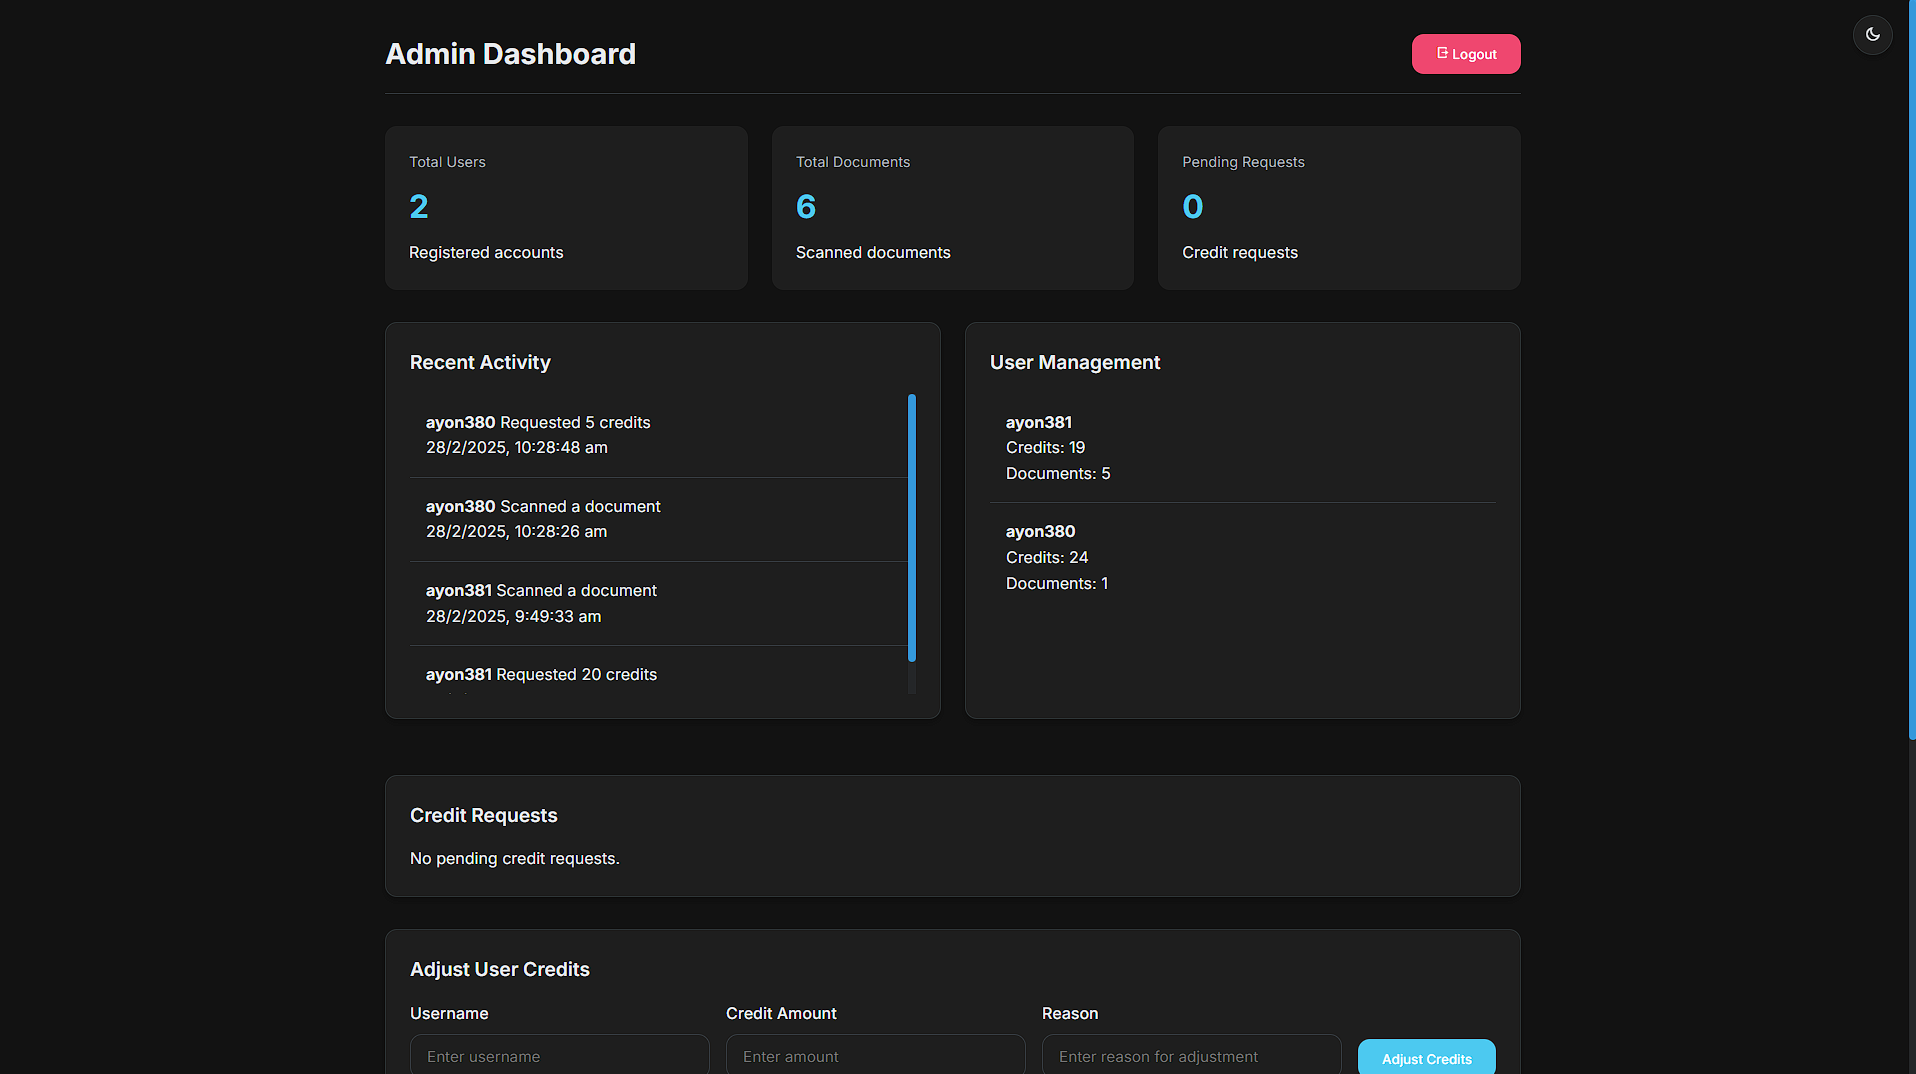 Admin Dashboard
Logout
Total Users
2
Registered accounts
Total Documents
6
Scanned documents
Pending Requests
0
Credit requests
Recent Activity
ayon380 Requested 5 credits
28/2/2025, 10:28:48 am
ayon380 Scanned a document
28/2/2025, 10:28:26 am
ayon381 Scanned a document
28/2/2025, 9:49:33 am
ayon381 Requested 20 credits
User Management
ayon381
Credits: 19
Documents: 5
ayon380
Credits: 24
Documents: 1
Credit Requests
No pending credit requests.
Adjust User Credits
Username
Enter username
Credit Amount
Enter amount
Reason
Enter reason for adjustment
Adjust Credits